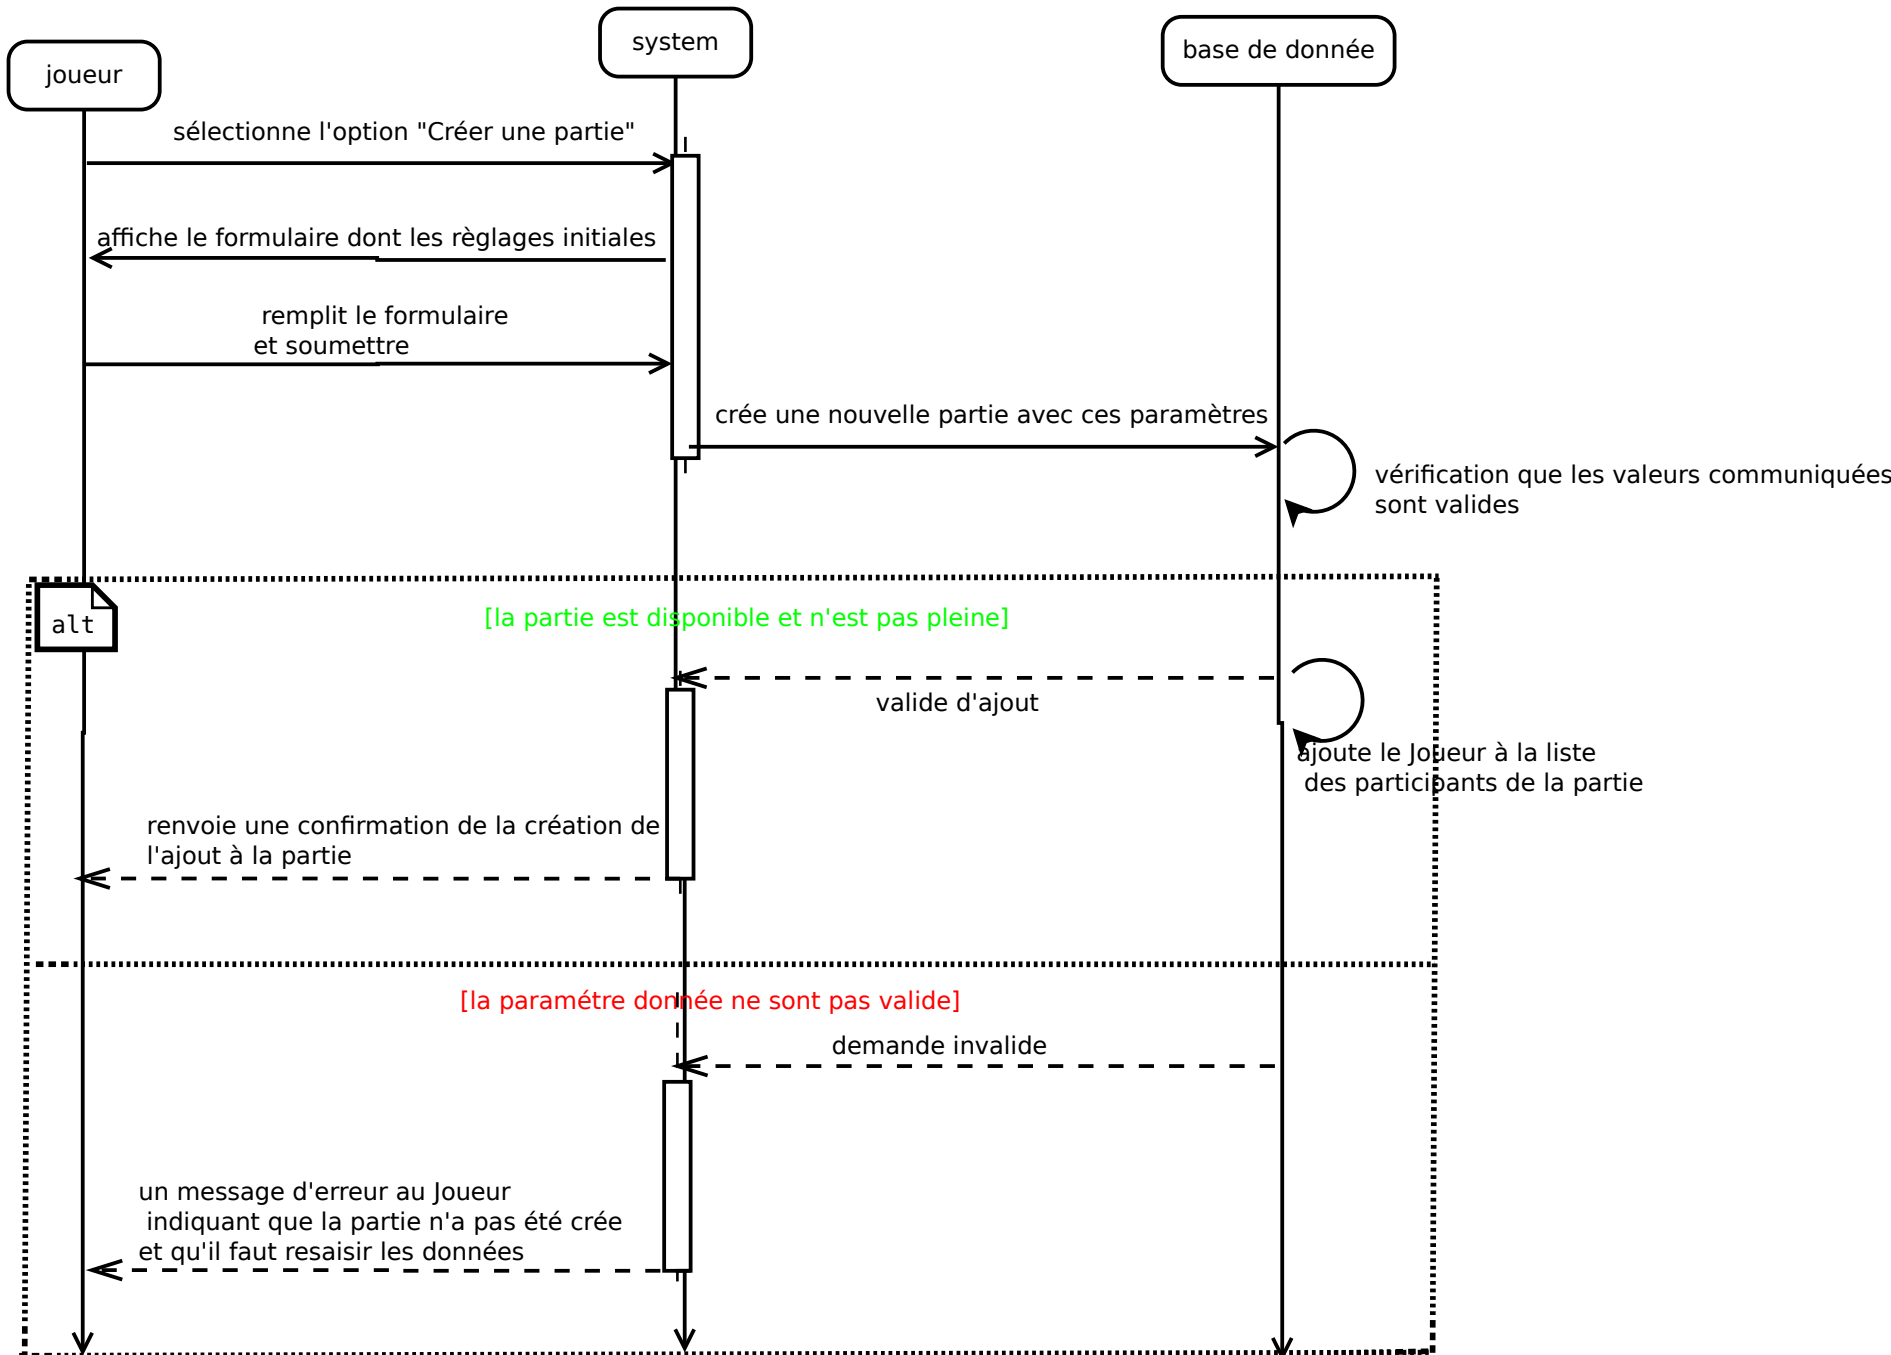 joueur
system
base de donnée
sélectionne l'option "Créer une partie"
affiche le formulaire dont les règlages initiales
remplit le formulaire
et soumettre
crée une nouvelle partie avec ces paramètres
vérification que les valeurs communiquées
sont valides
alt
[la partie est disponible et n'est pas pleine]
valide d'ajout
ajoute le Joueur à la liste
des participants de la partie
renvoie une confirmation de la création de
l'ajout à la partie
[la paramétre donnée ne sont pas valide]
demande invalide
un message d'erreur au Joueur
indiquant que la partie n'a pas été crée
et qu'il faut resaisir les données